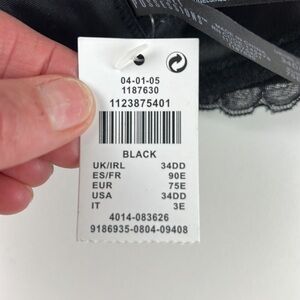 04-01-05
1187630
1123875401
BLACK
UK/IRL 34DD
ES/FR 90E
EUR 75E
USA 34DD
IT 3E
4014-083626
9186935-0804-09408